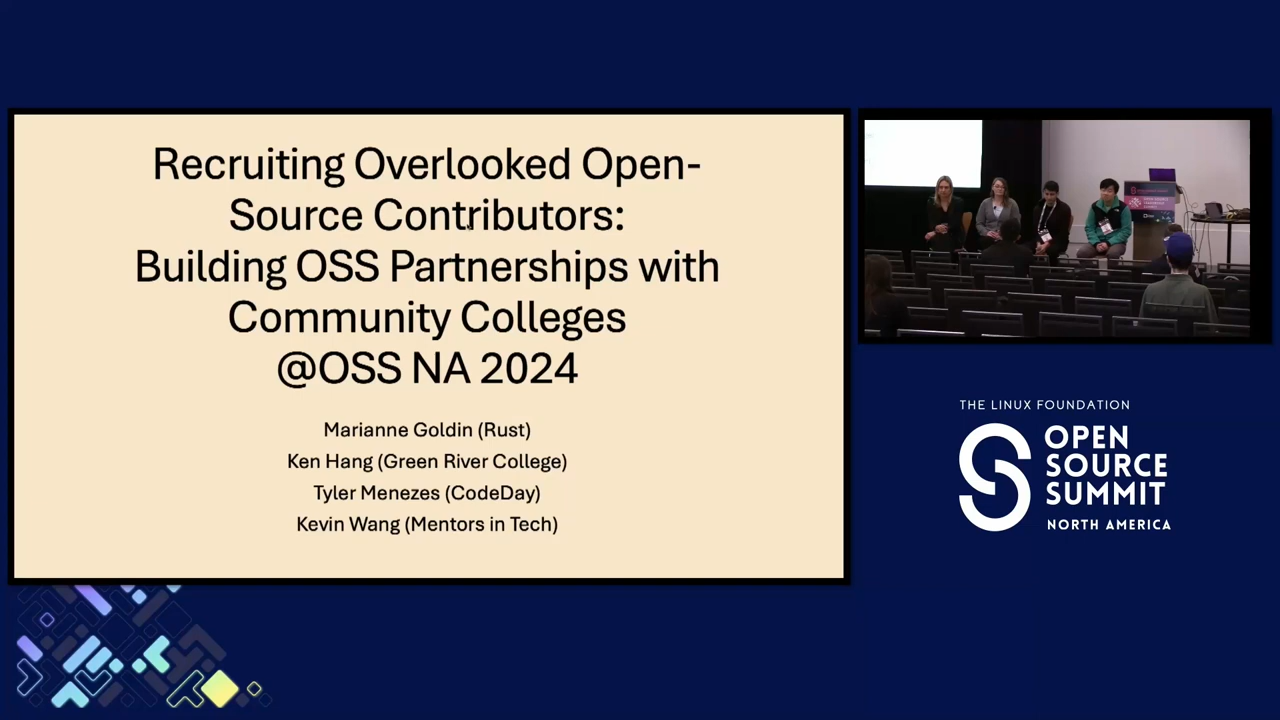 Recruiting Overlooked Open-
Source Contributors:
Building OSS Partnerships with
Community Colleges
@OSS NA 2024
Marianne Goldin (Rust)
Ken Hang (Green River College)
Tyler Menezes (CodeDay)
Kevin Wang (Mentors in Tech)
THE LINUX FOUNDATION
OPEN
SOURCE
SUMMIT
NORTH AMERICA